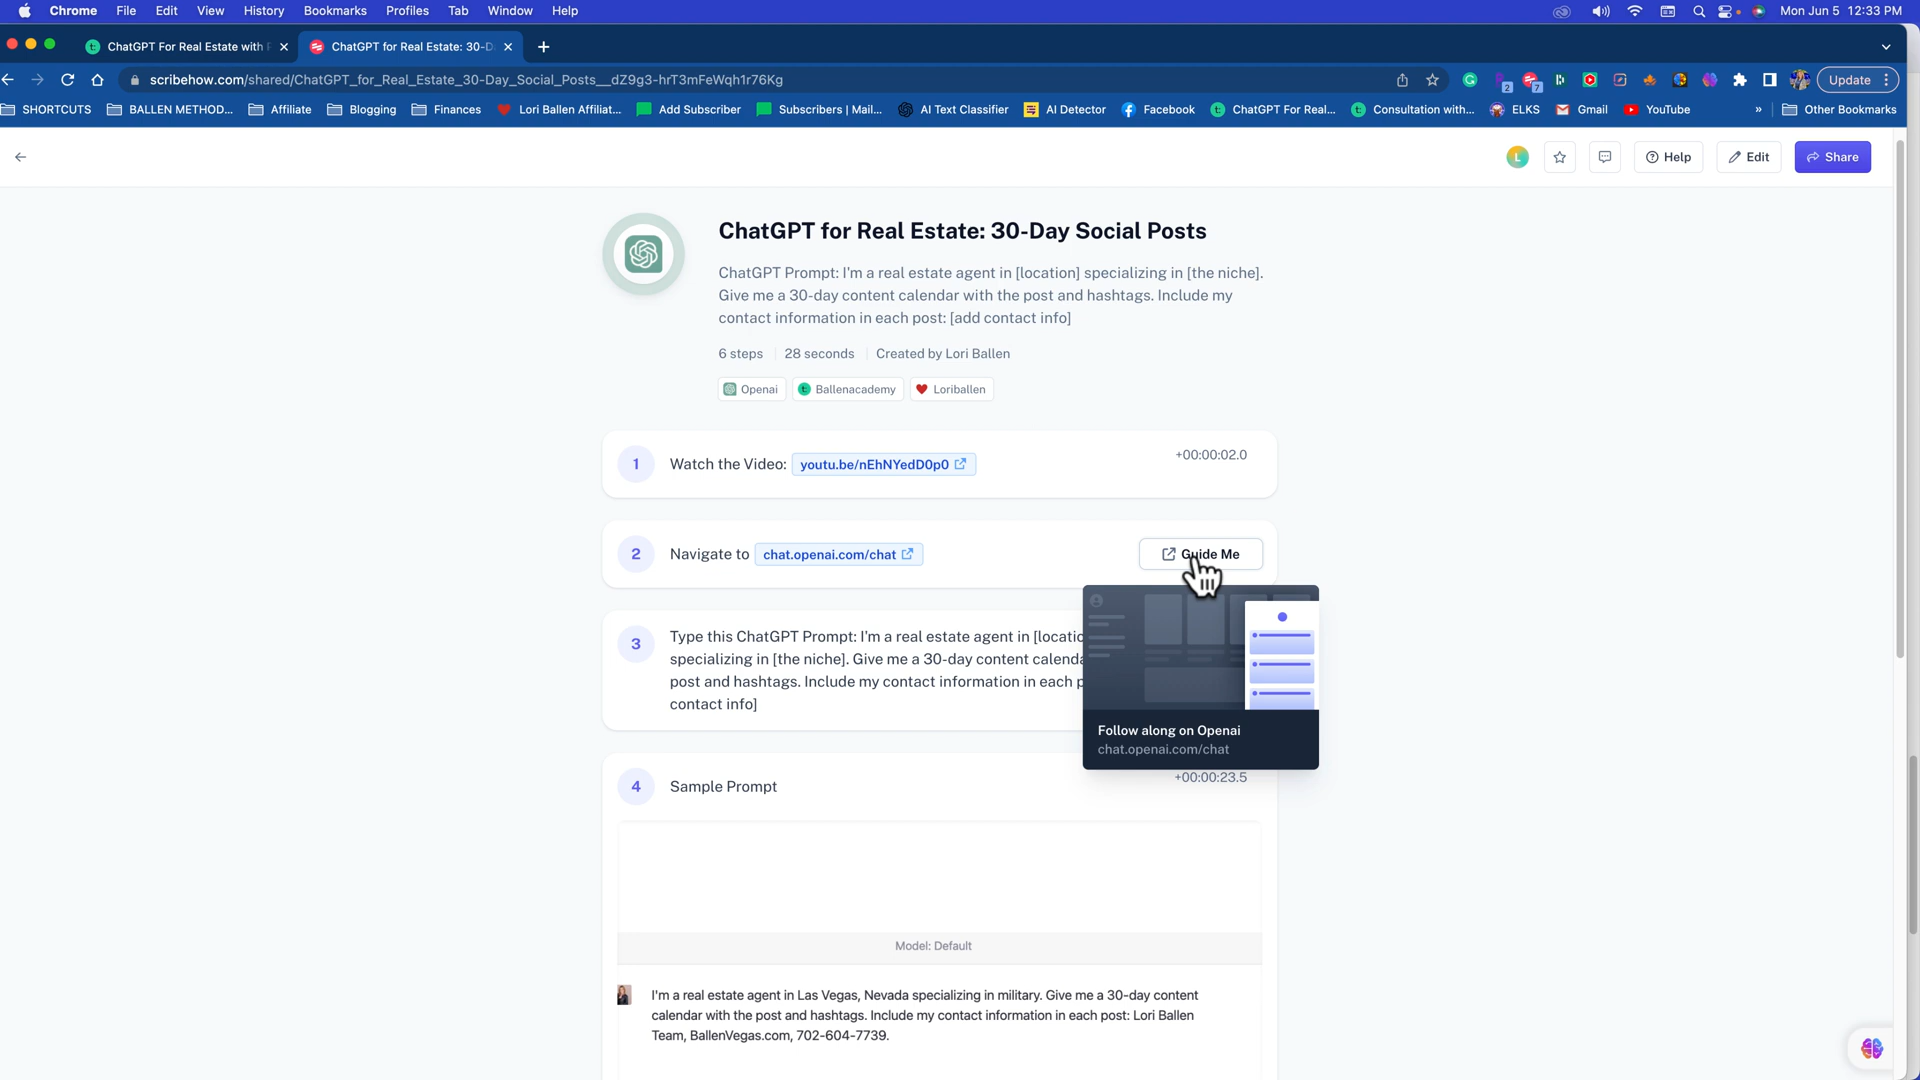 Chrome File Edit View History Bookmarks Profiles Tab Window Help Mon Jun 5 12:33 PM
ChatGPT For Real Estate with ChatGPT for Real Estate: 30-D
scribehow.com/shared/ChatGPT_for_Real_Estate_30-Day_Social_Posts__dZ9g3-hrT3mFeWqh1r76Kg 2 7 Update
SHORTCUTS BALLEN METHOD... Affiliate Blogging Finances Lori Ballen Affiliat... Add Subscriber Subscribers | Mail... AI Text Classifier AI Detector Facebook ChatGPT For Real... Consultation with... ELKS Gmail YouTube » Other Bookmarks
L Help Edit Share
ChatGPT for Real Estate: 30-Day Social Posts
ChatGPT Prompt: I'm a real estate agent in [location] specializing in [the niche].
Give me a 30-day content calendar with the post and hashtags. Include my
contact information in each post: [add contact info]
6 steps 28 seconds Created by Lori Ballen
Openai Ballenacademy Loriballen
1 Watch the Video: youtu.be/nEhNYedD0p0 +00:00:02.0
2 Navigate to chat.openai.com/chat Guide Me
3 Type this ChatGPT Prompt: I'm a real estate agent in [locatio
specializing in [the niche]. Give me a 30-day content calenda
post and hashtags. Include my contact information in each p
contact info]
Follow along on Openai
chat.openai.com/chat
4 Sample Prompt +00:00:23.5
Model: Default
I'm a real estate agent in Las Vegas, Nevada specializing in military. Give me a 30-day content
calendar with the post and hashtags. Include my contact information in each post: Lori Ballen
Team, BallenVegas.com, 702-604-7739.